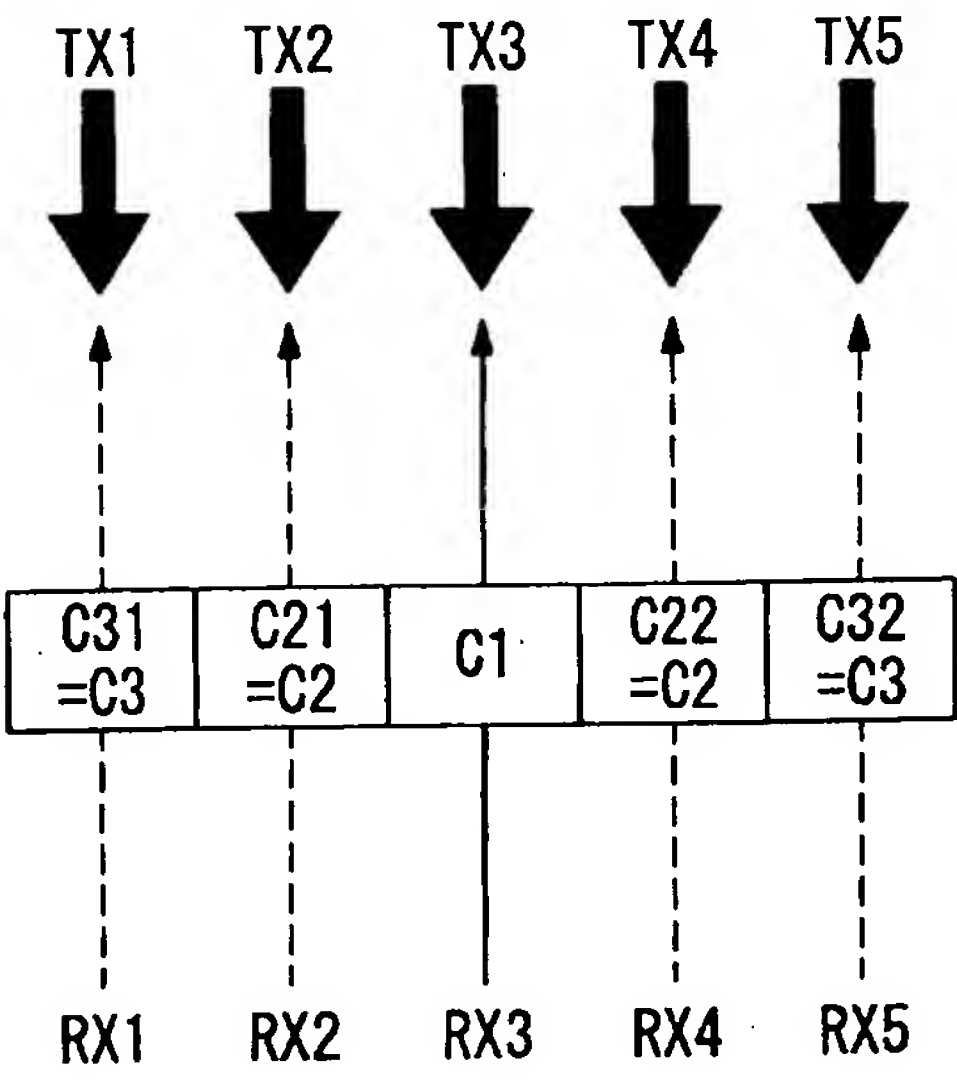 TX1 TX2 TX3 TX4 TX5
C31 C21 C1 C22 C32
=C3 =C2 =C2 =C3
RX1 RX2 RX3 RX4 RX5